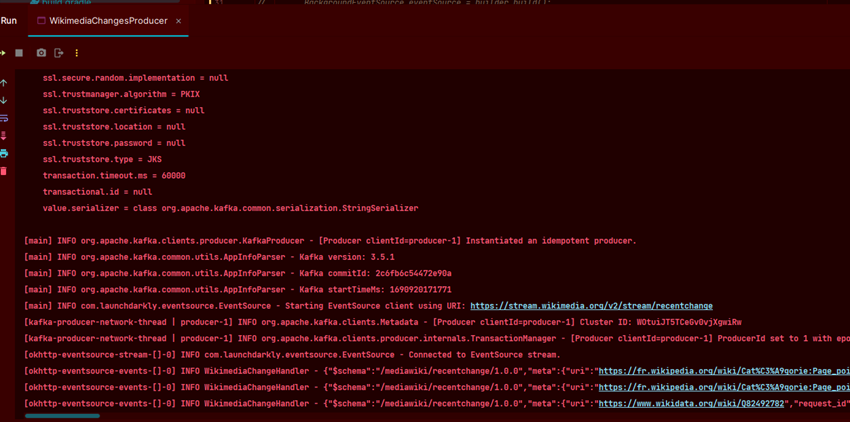 build.gradle
11 // BackgroundEventSource eventSource = builder.build();
Run WikimediaChangesProducer ×
ssl.secure.random.implementation = null
ssl.trustmanager.algorithm = PKIX
ssl.truststore.certificates = null
ssl.truststore.location = null
ssl.truststore.password = null
ssl.truststore.type = JKS
transaction.timeout.ms = 60000
transactional.id = null
value.serializer = class org.apache.kafka.common.serialization.StringSerializer
[main] INFO org.apache.kafka.clients.producer.KafkaProducer - [Producer clientId=producer-1] Instantiated an idempotent producer.
[main] INFO org.apache.kafka.common.utils.AppInfoParser - Kafka version: 3.5.1
[main] INFO org.apache.kafka.common.utils.AppInfoParser - Kafka commitId: 2c6fb6c54472e90a
[main] INFO org.apache.kafka.common.utils.AppInfoParser - Kafka startTimeMs: 1690920171771
[main] INFO com.launchdarkly.eventsource.EventSource - Starting EventSource client using URI: https://stream.wikimedia.org/v2/stream/recentchange
[kafka-producer-network-thread | producer-1] INFO org.apache.kafka.clients.Metadata - [Producer clientId=producer-1] Cluster ID: WOtuiJT5TCeGvOvjXgwiRw
[kafka-producer-network-thread | producer-1] INFO org.apache.kafka.clients.producer.internals.TransactionManager - [Producer clientId=producer-1] ProducerId set to 1 with epo
[okhttp-eventsource-stream-[]-0] INFO com.launchdarkly.eventsource.EventSource - Connected to EventSource stream.
[okhttp-eventsource-events-[]-0] INFO WikimediaChangeHandler - {"$schema":"/mediawiki/recentchange/1.0.0","meta":{"uri":"https://fr.wikipedia.org/wiki/Cat%C3%A9gorie:Page_poi
[okhttp-eventsource-events-[]-0] INFO WikimediaChangeHandler - {"$schema":"/mediawiki/recentchange/1.0.0","meta":{"uri":"https://fr.wikipedia.org/wiki/Cat%C3%A9gorie:Page_poi
[okhttp-eventsource-events-[]-0] INFO WikimediaChangeHandler - {"$schema":"/mediawiki/recentchange/1.0.0","meta":{"uri":"https://www.wikidata.org/wiki/Q82492782","request_id"